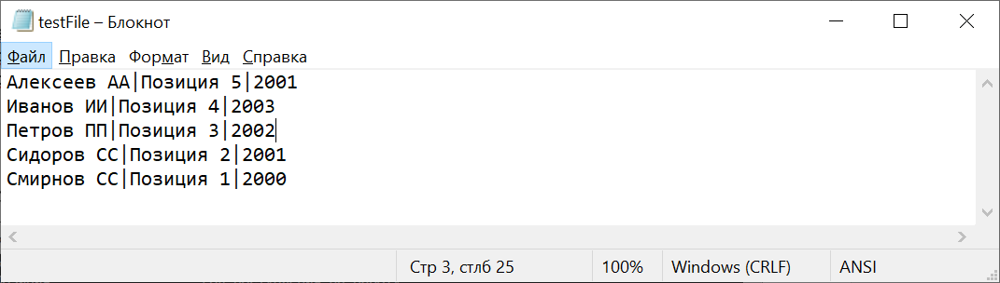 testFile – Блокнот
Файл Правка Формат Вид Справка
Алексеев АА|Позиция 5|2001
Иванов ИИ|Позиция 4|2003
Петров ПП|Позиция 3|2002
Сидоров СС|Позиция 2|2001
Смирнов СС|Позиция 1|2000
Стр 3, стлб 25 100% Windows (CRLF) ANSI